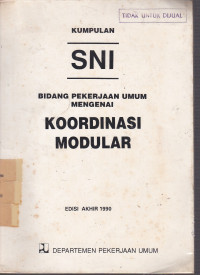 TIDAK UNTUK DIJUAL
KUMPULAN
SNI
BIDANG PEKERJAAN UMUM
MENGENAI
KOORDINASI
MODULAR
EDISI AKHIR 1990
DEPARTEMEN PEKERJAAN UMUM